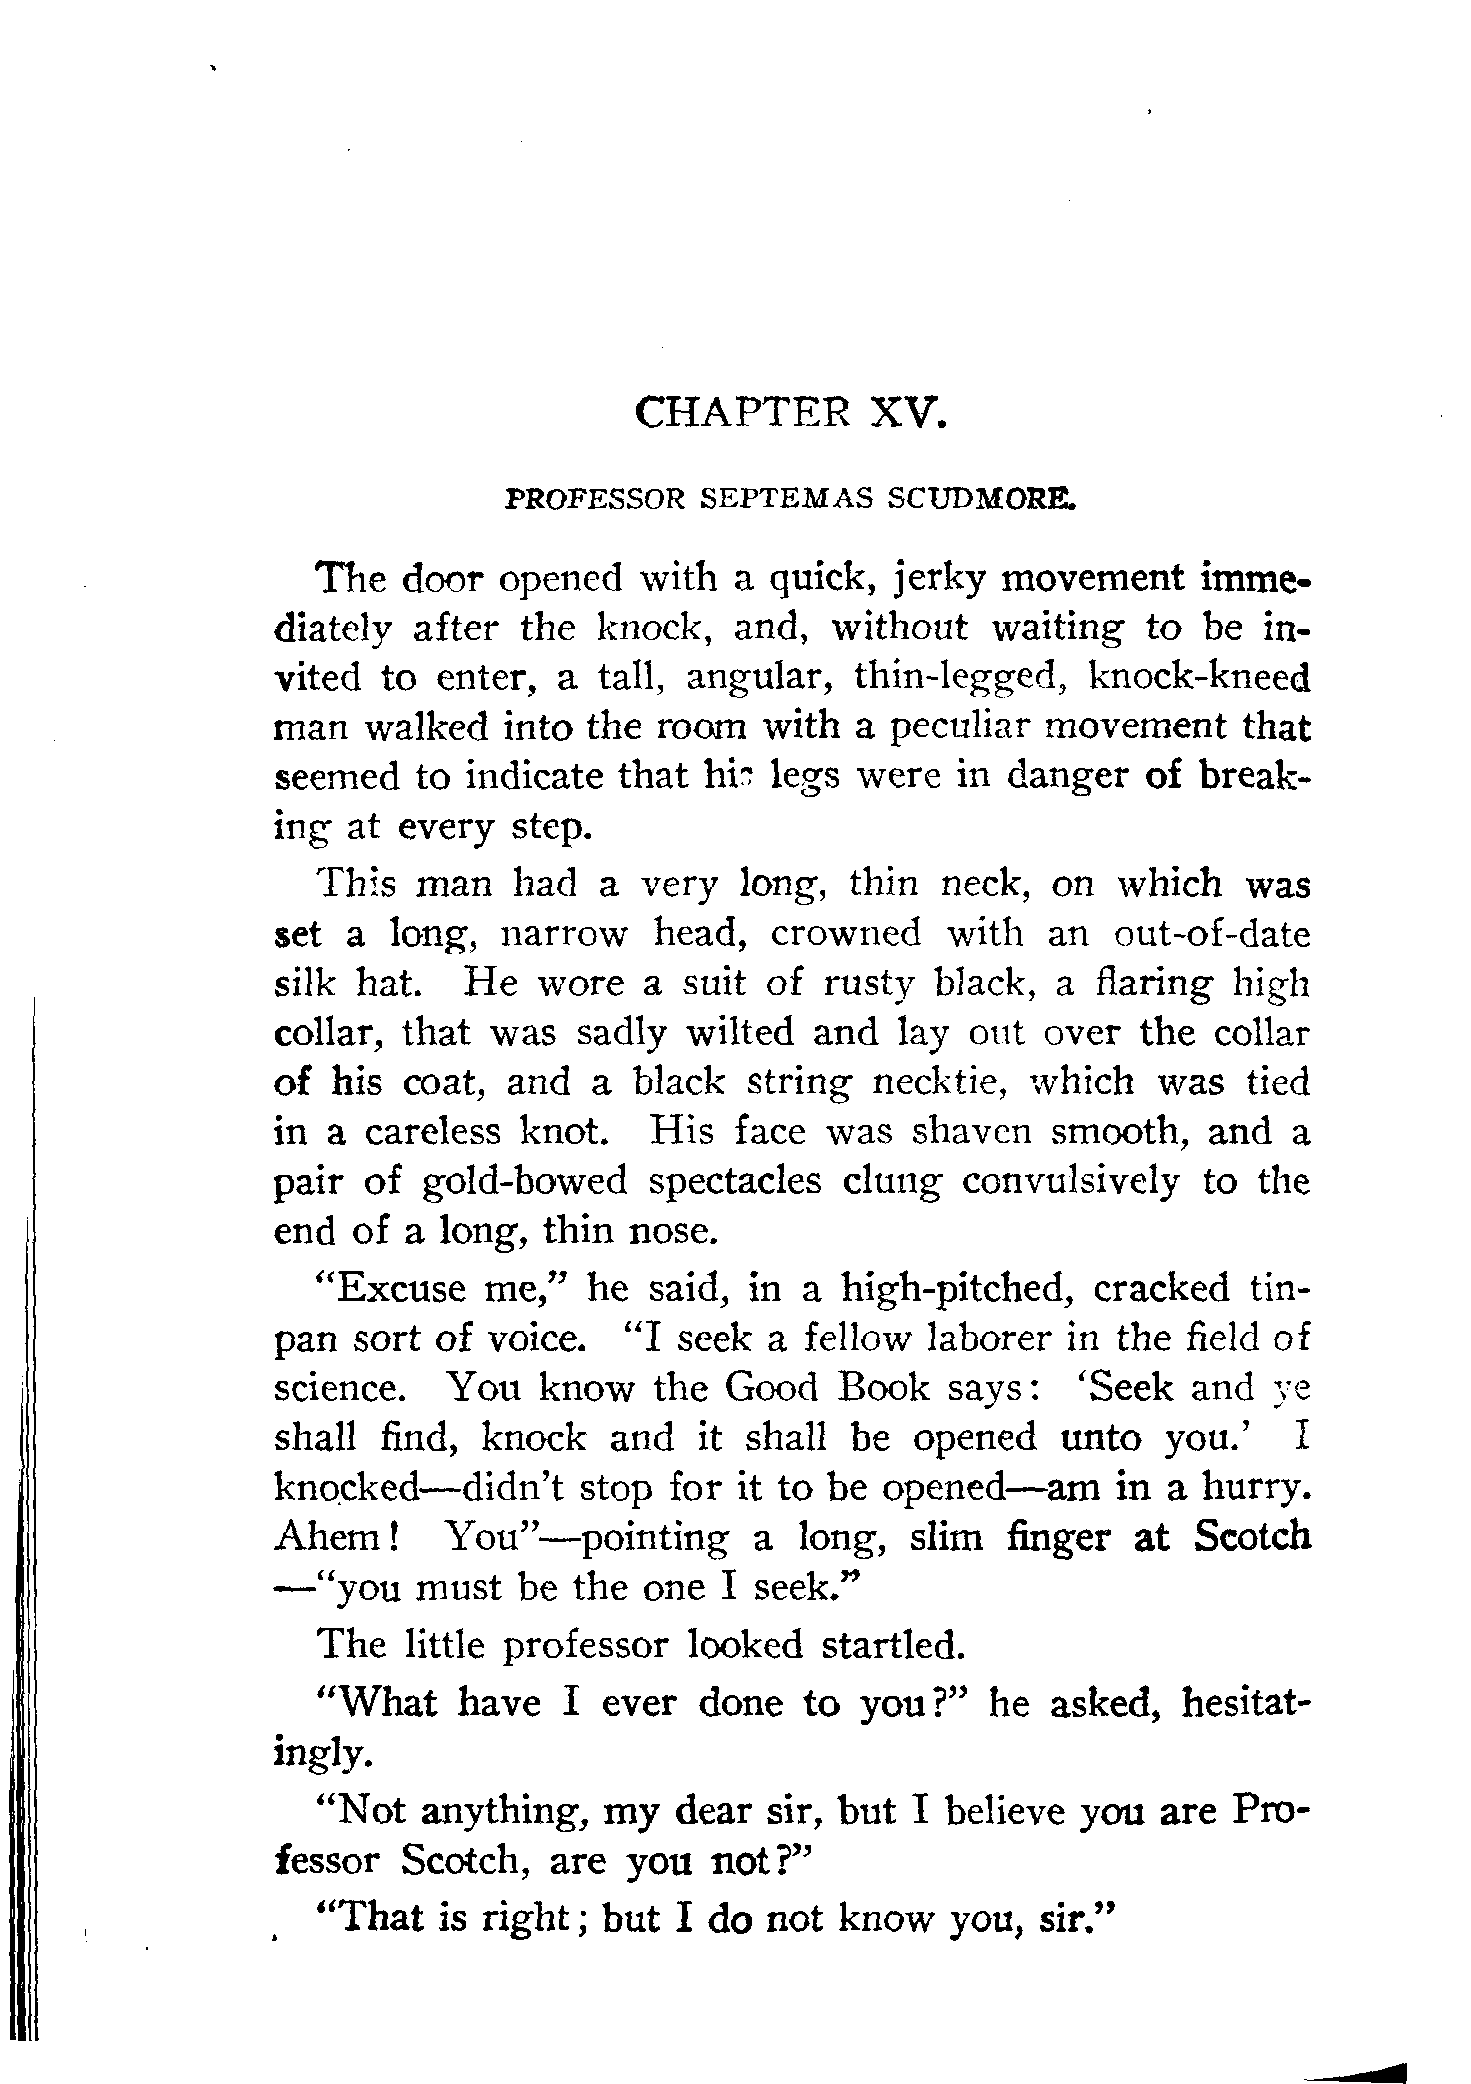 CHAPTER XV.
PROFESSOR SEPTEMAS SCUDMORE.
The door opened with a quick, jerky movement imme-
diately after the knock, and, without waiting to be in-
vited to enter, a tall, angular, thin-legged, knock-kneed
man walked into the room with a peculiar movement that
seemed to indicate that his legs were in danger of break-
ing at every step.
This man had a very long, thin neck, on which was
set a long, narrow head, crowned with an out-of-date
silk hat. He wore a suit of rusty black, a flaring high
collar, that was sadly wilted and lay out over the collar
of his coat, and a black string necktie, which was tied
in a careless knot. His face was shaven smooth, and a
pair of gold-bowed spectacles clung convulsively to the
end of a long, thin nose.
"Excuse me," he said, in a high-pitched, cracked tin-
pan sort of voice. "I seek a fellow laborer in the field of
science. You know the Good Book says: 'Seek and ye
shall find, knock and it shall be opened unto you.' I
knocked—didn't stop for it to be opened—am in a hurry.
Ahem! You"—pointing a long, slim finger at Scotch
—"you must be the one I seek."
The little professor looked startled.
"What have I ever done to you?" he asked, hesitat-
ingly.
"Not anything, my dear sir, but I believe you are Pro-
fessor Scotch, are you not?"
"That is right; but I do not know you, sir."